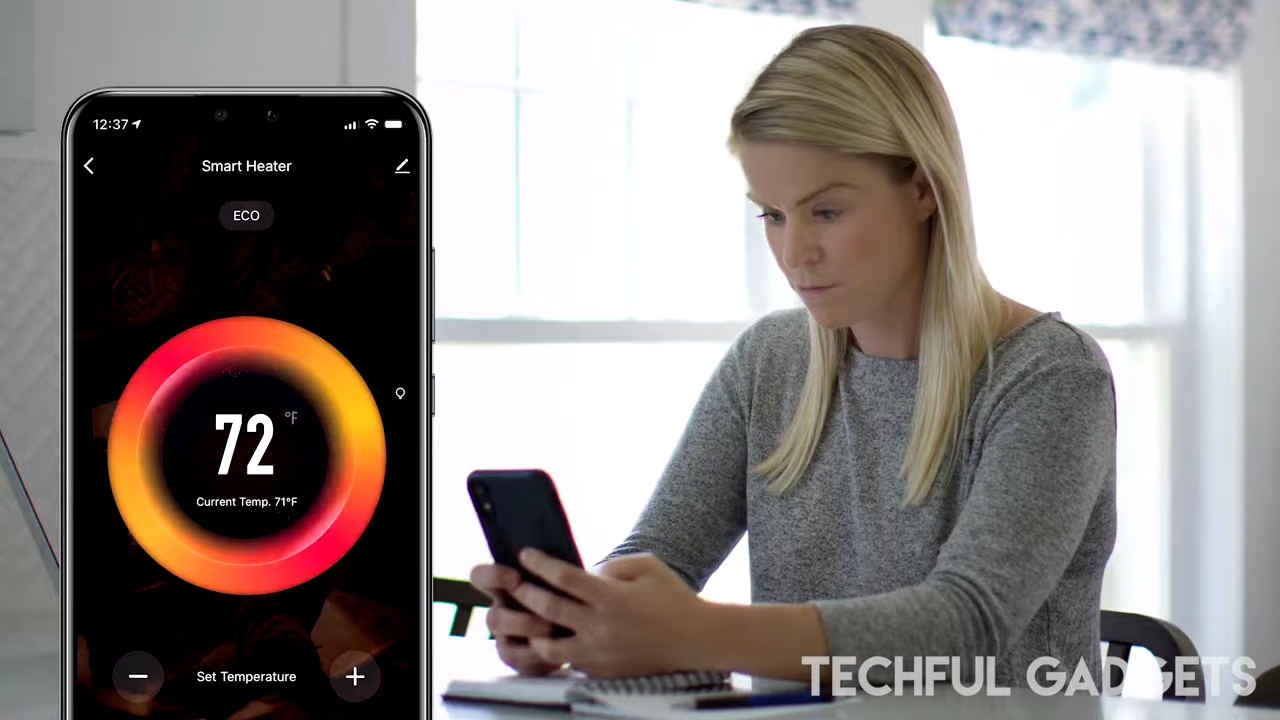 12:37
Smart Heater
ECO
72 °F
Current Temp. 71°F
Set Temperature
TECHFUL GADGETS